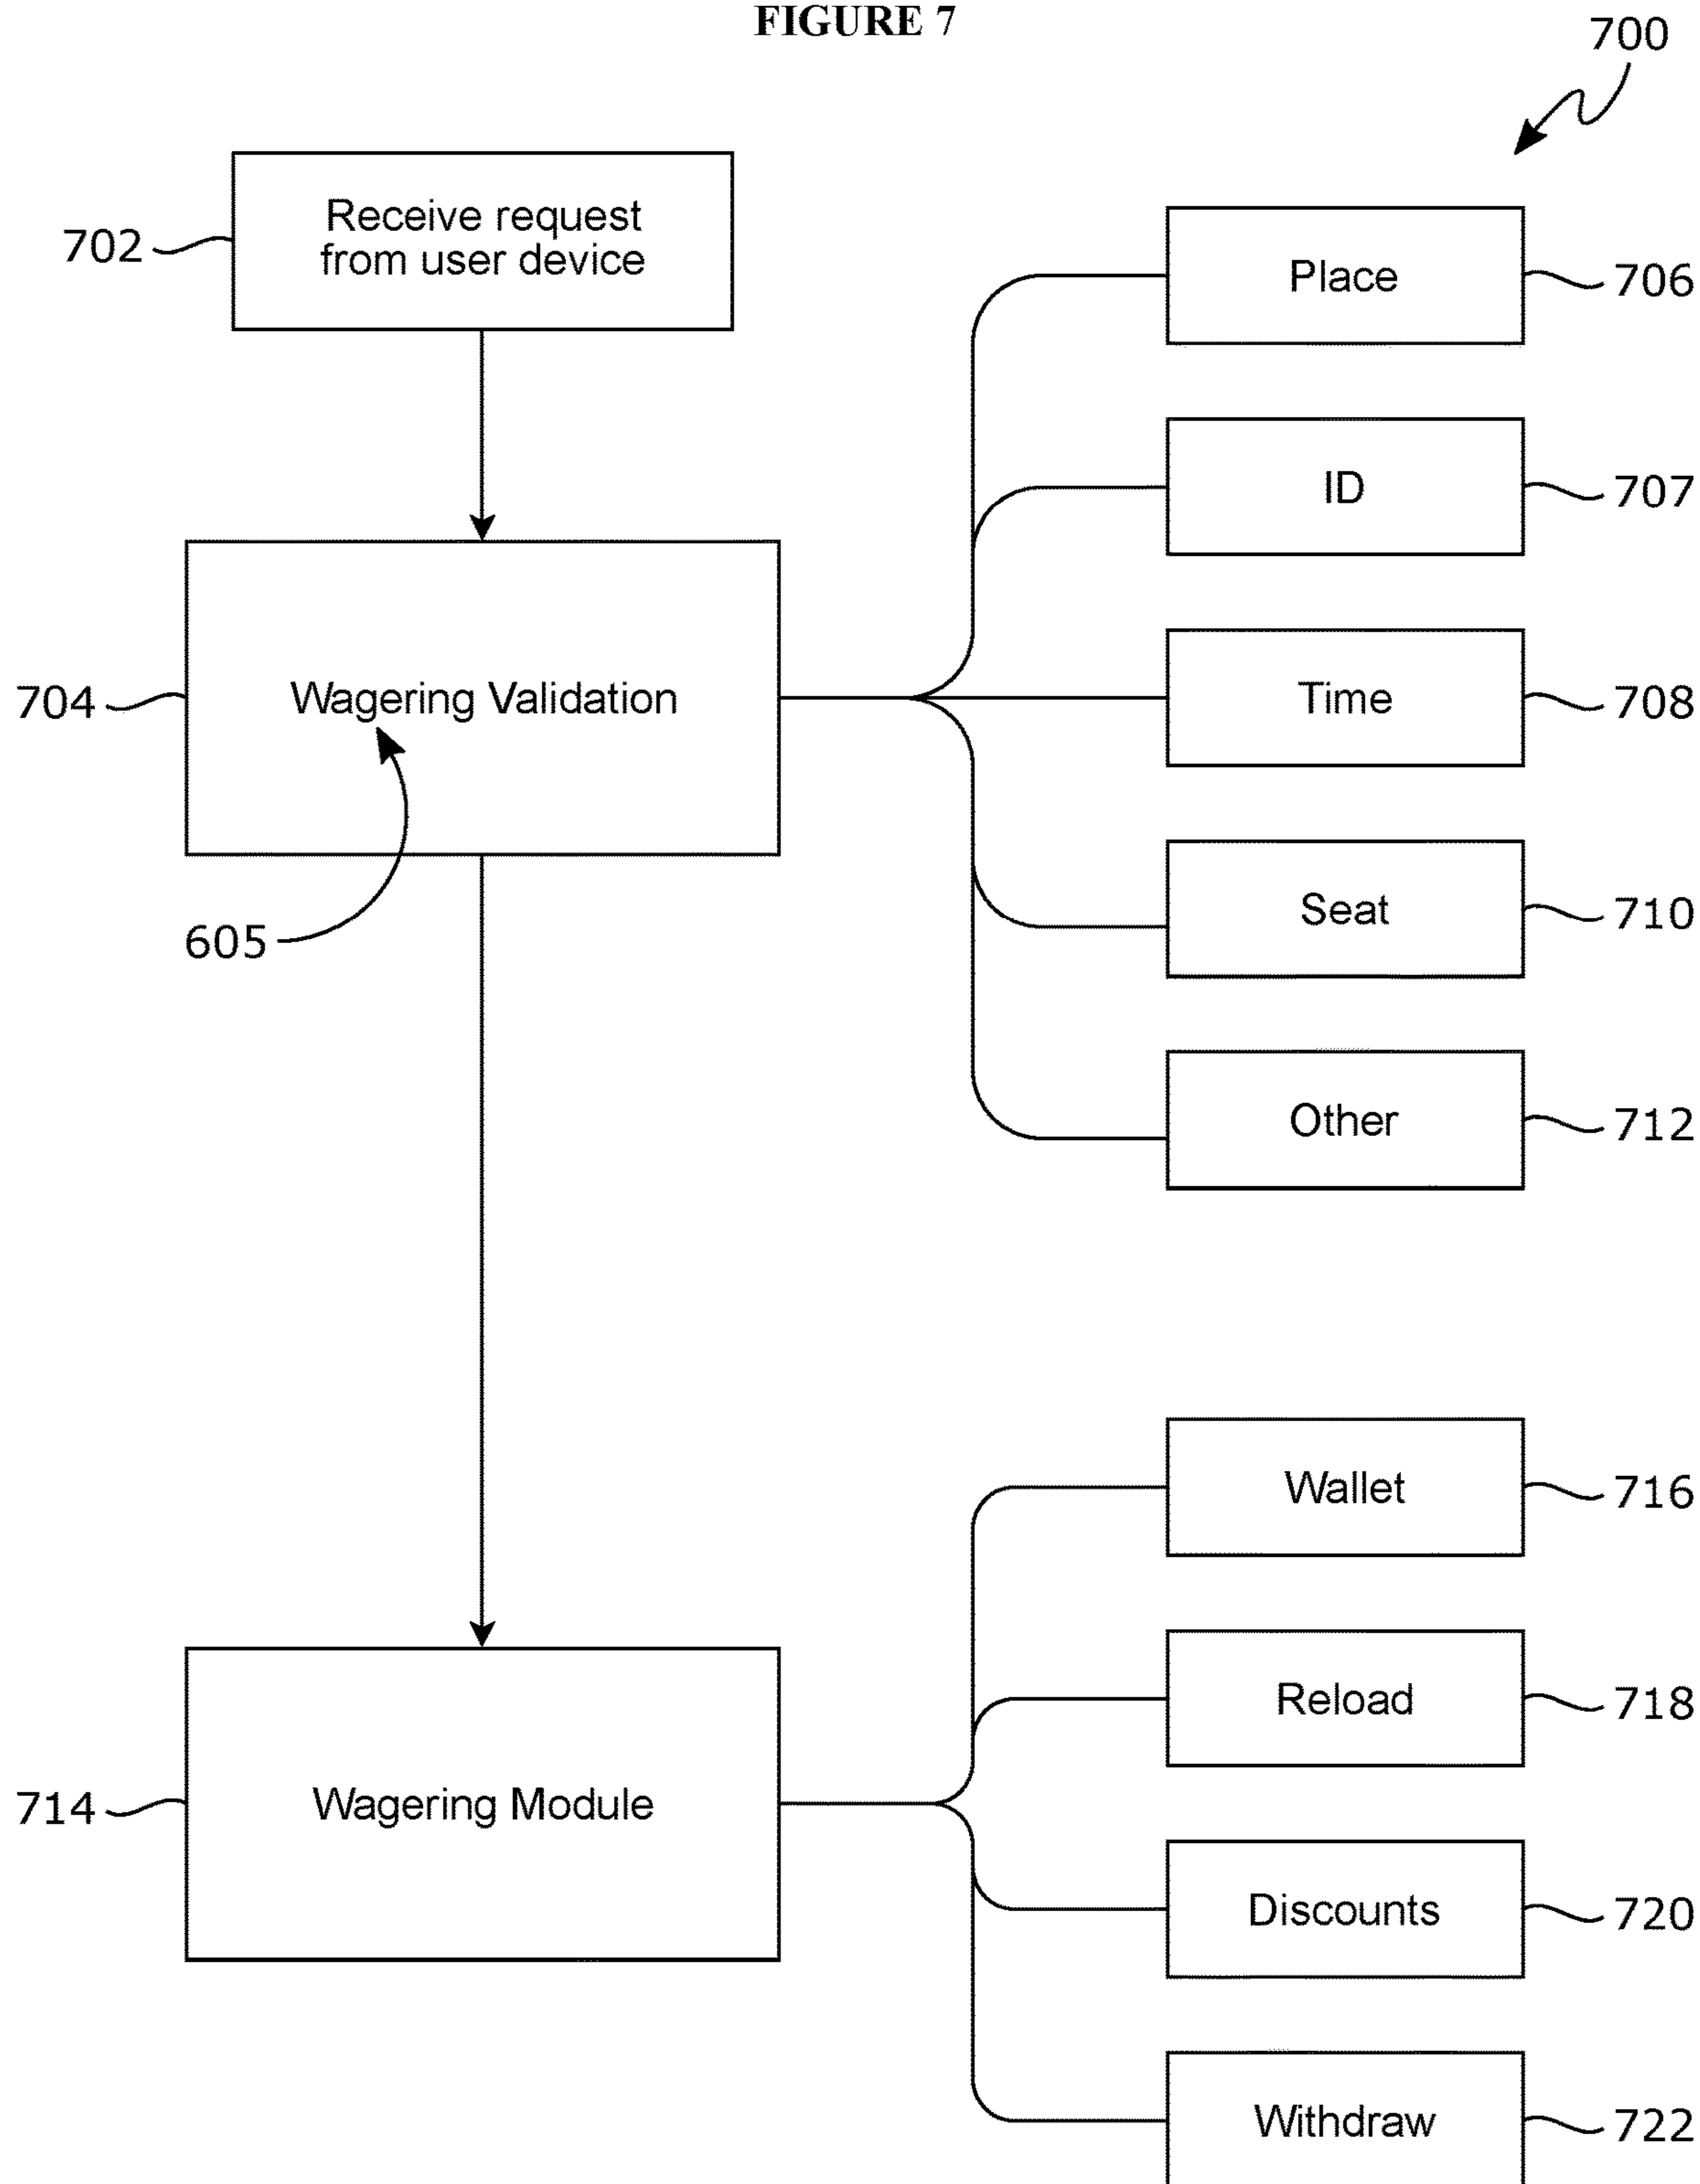 FIGURE 7
700
Receive request
from user device
702
Place
706
ID
707
704
Wagering Validation
Time
708
605
Seat
710
Other
712
Wallet
716
Reload
718
714
Wagering Module
Discounts
720
Withdraw
722